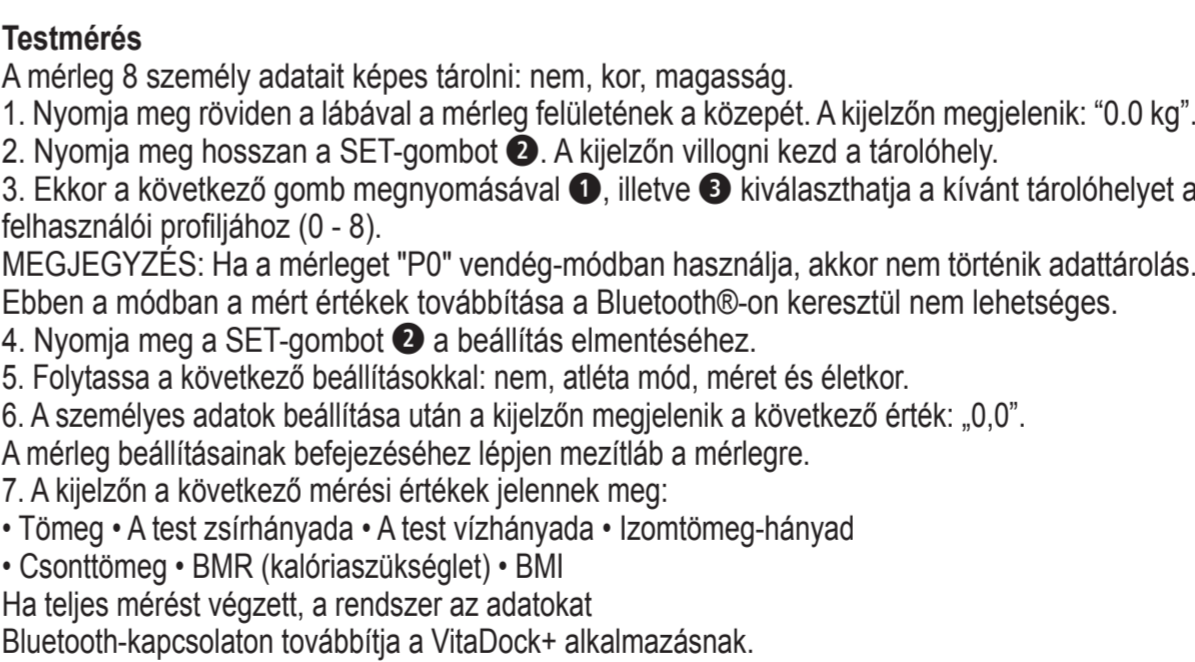 Testmérés
A mérleg 8 személy adatait képes tárolni: nem, kor, magasság.
1. Nyomja meg röviden a lábával a mérleg felületének a közepét. A kijelzőn megjelenik: “0.0 kg”.
2. Nyomja meg hosszan a SET-gombot ❷. A kijelzőn villogni kezd a tárolóhely.
3. Ekkor a következő gomb megnyomásával ❶, illetve ❸ kiválaszthatja a kívánt tárolóhelyet a
felhasználói profiljához (0 - 8).
MEGJEGYZÉS: Ha a mérleget "P0" vendég-módban használja, akkor nem történik adattárolás.
Ebben a módban a mért értékek továbbítása a Bluetooth®-on keresztül nem lehetséges.
4. Nyomja meg a SET-gombot ❷ a beállítás elmentéséhez.
5. Folytassa a következő beállításokkal: nem, atléta mód, méret és életkor.
6. A személyes adatok beállítása után a kijelzőn megjelenik a következő érték: „0,0”.
A mérleg beállításainak befejezéséhez lépjen mezítláb a mérlegre.
7. A kijelzőn a következő mérési értékek jelennek meg:
• Tömeg • A test zsírhányada • A test vízhányada • Izomtömeg-hányad
• Csonttömeg • BMR (kalóriaszükséglet) • BMI
Ha teljes mérést végzett, a rendszer az adatokat
Bluetooth-kapcsolaton továbbítja a VitaDock+ alkalmazásnak.